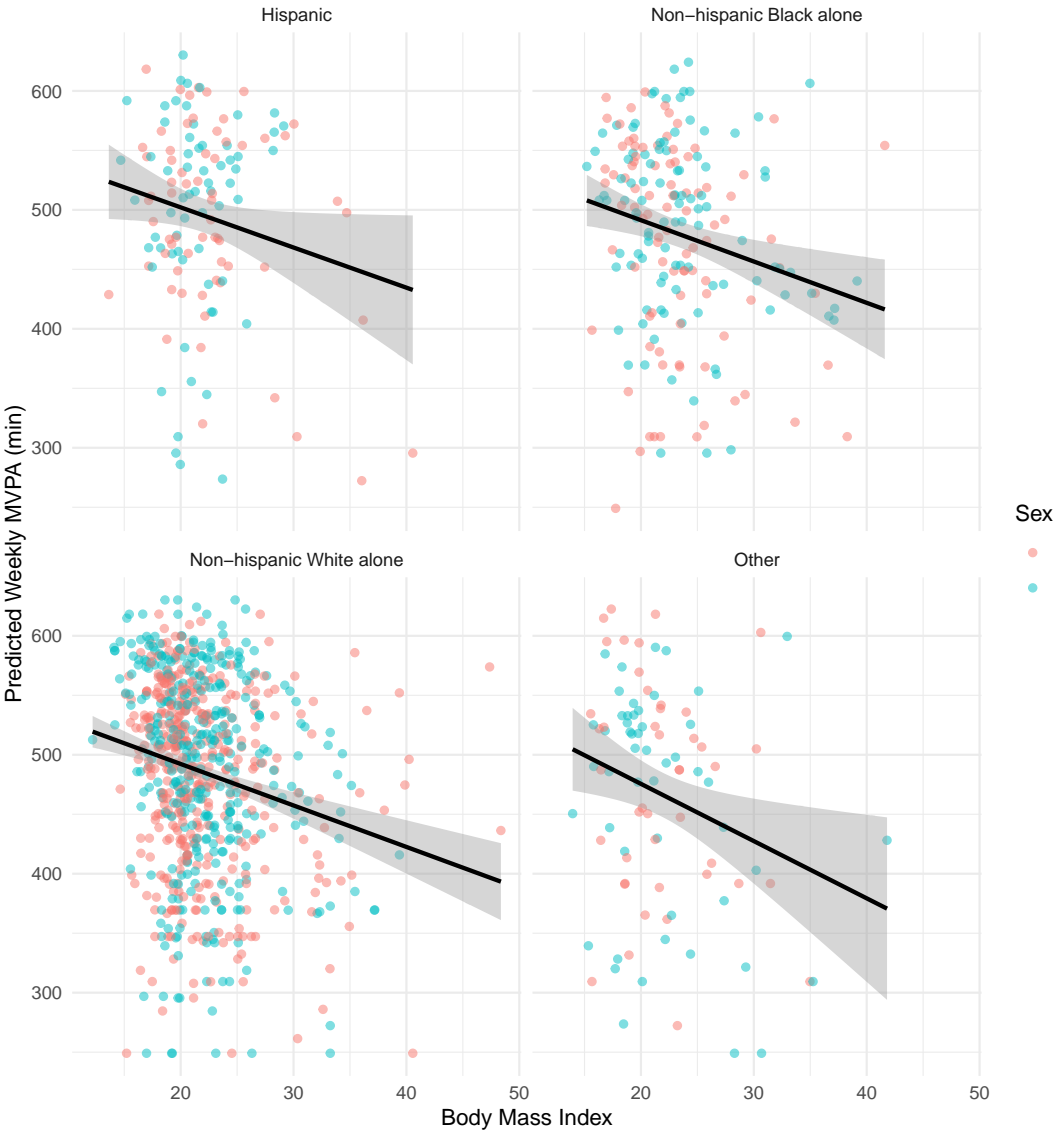 Hispanic
Non−hispanic Black alone
600
500
400
300
Predicted Weekly MVPA (min)
Sex
Non−hispanic White alone
Other
600
500
400
300
20
30
40
50
20
30
40
50
Body Mass Index